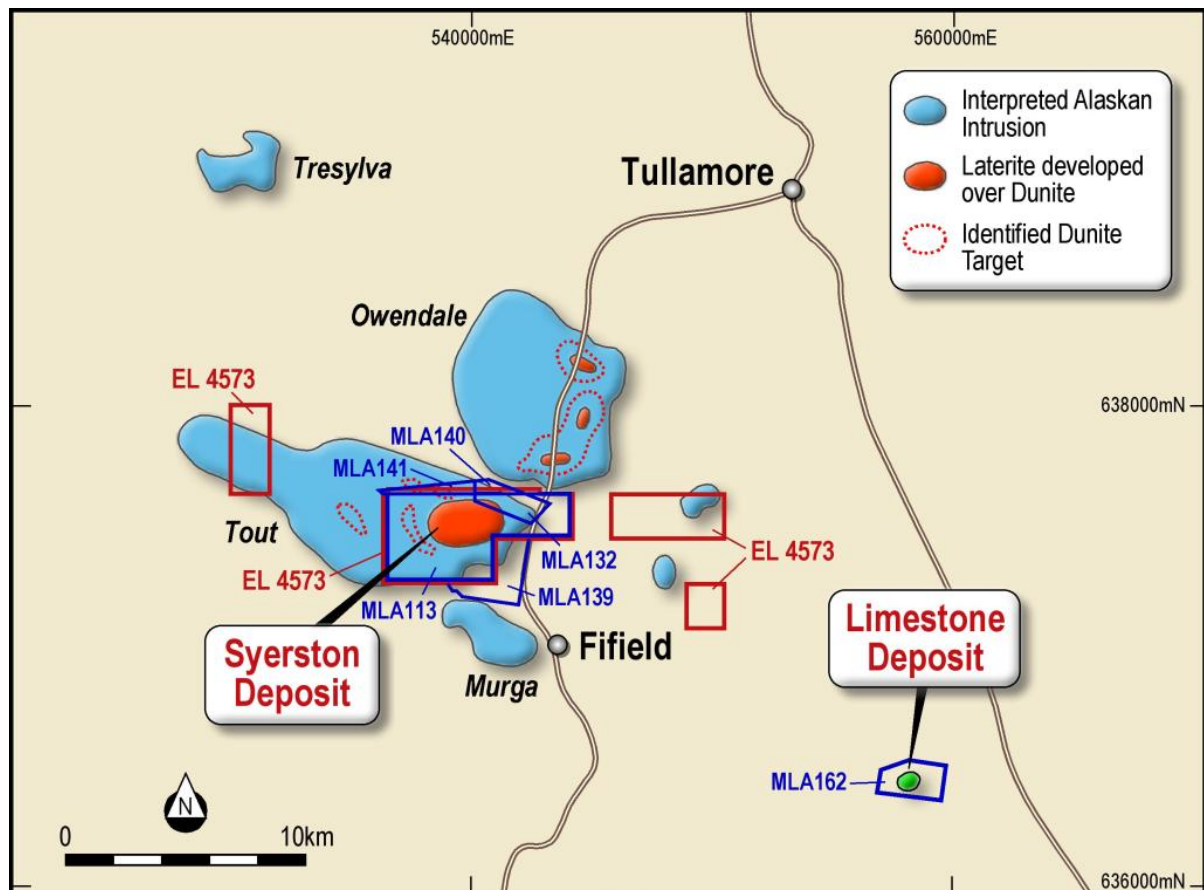 540000mE
560000mE
Interpreted Alaskan
Intrusion
Laterite developed
over Dunite
Identified Dunite
Target
Tresylva
Tullamore
Owendale
EL 4573
638000mN
MLA140
MLA141
Tout
EL 4573
MLA113
MLA132
MLA139
EL 4573
Syerston
Deposit
Murga
Fifield
Limestone
Deposit
MLA162
N
0
10km
636000mN